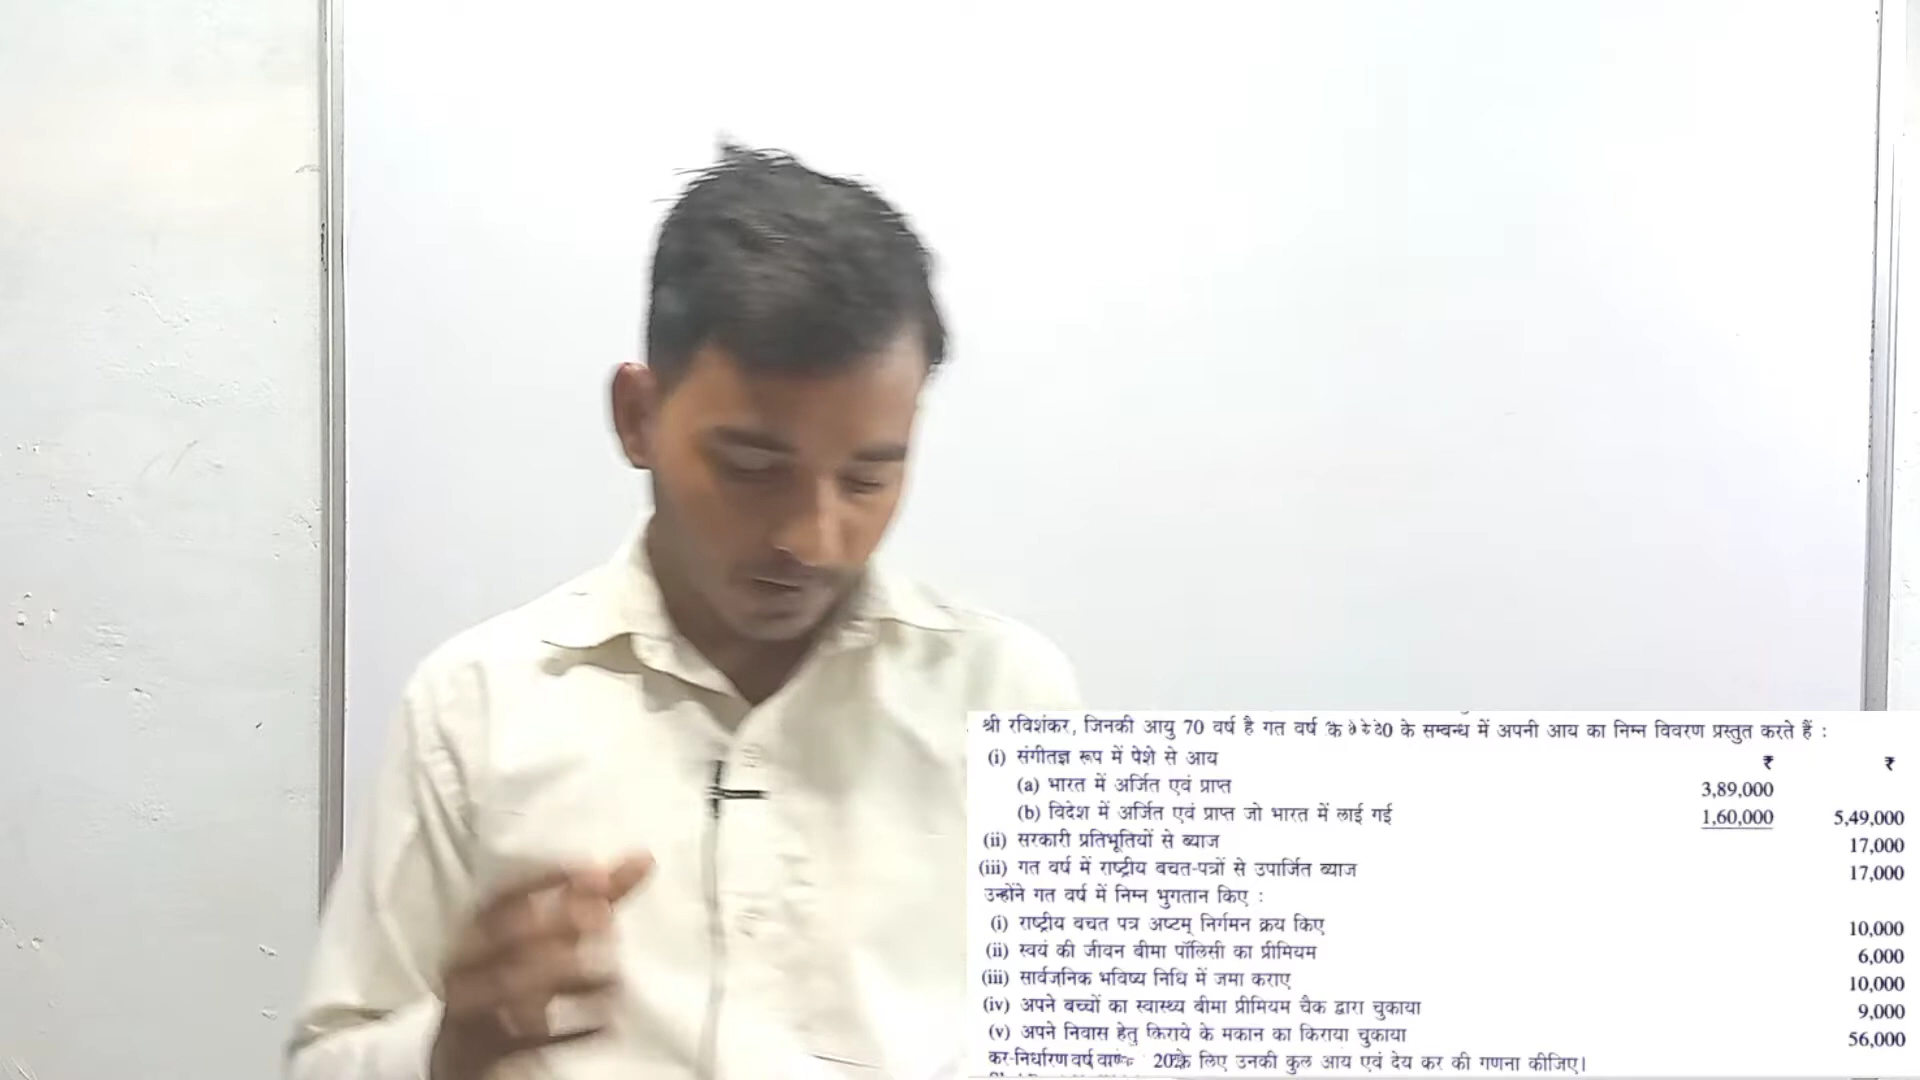 श्री रविशंकर, जिनकी आयु 70 वर्ष है गत वर्ष के सम्बन्ध में अपनी आय का निम्न विवरण प्रस्तुत करते हैं :
(i) संगीतज्ञ रूप में पेशे से आय ₹ ₹
(a) भारत में अर्जित एवं प्राप्त 3,89,000
(b) विदेश में अर्जित एवं प्राप्त जो भारत में लाई गई 1,60,000 5,49,000
(ii) सरकारी प्रतिभूतियों से ब्याज 17,000
(iii) गत वर्ष में राष्ट्रीय बचत-पत्रों से उपार्जित ब्याज 17,000
उन्होंने गत वर्ष में निम्न भुगतान किए :
(i) राष्ट्रीय बचत पत्र अष्टम् निर्गमन क्रय किए 10,000
(ii) स्वयं की जीवन बीमा पॉलिसी का प्रीमियम 6,000
(iii) सार्वजनिक भविष्य निधि में जमा कराए 10,000
(iv) अपने बच्चों का स्वास्थ्य बीमा प्रीमियम चैक द्वारा चुकाया 9,000
(v) अपने निवास हेतु किराये के मकान का किराया चुकाया 56,000
कर-निर्धारण वर्ष के लिए उनकी कुल आय एवं देय कर की गणना कीजिए।